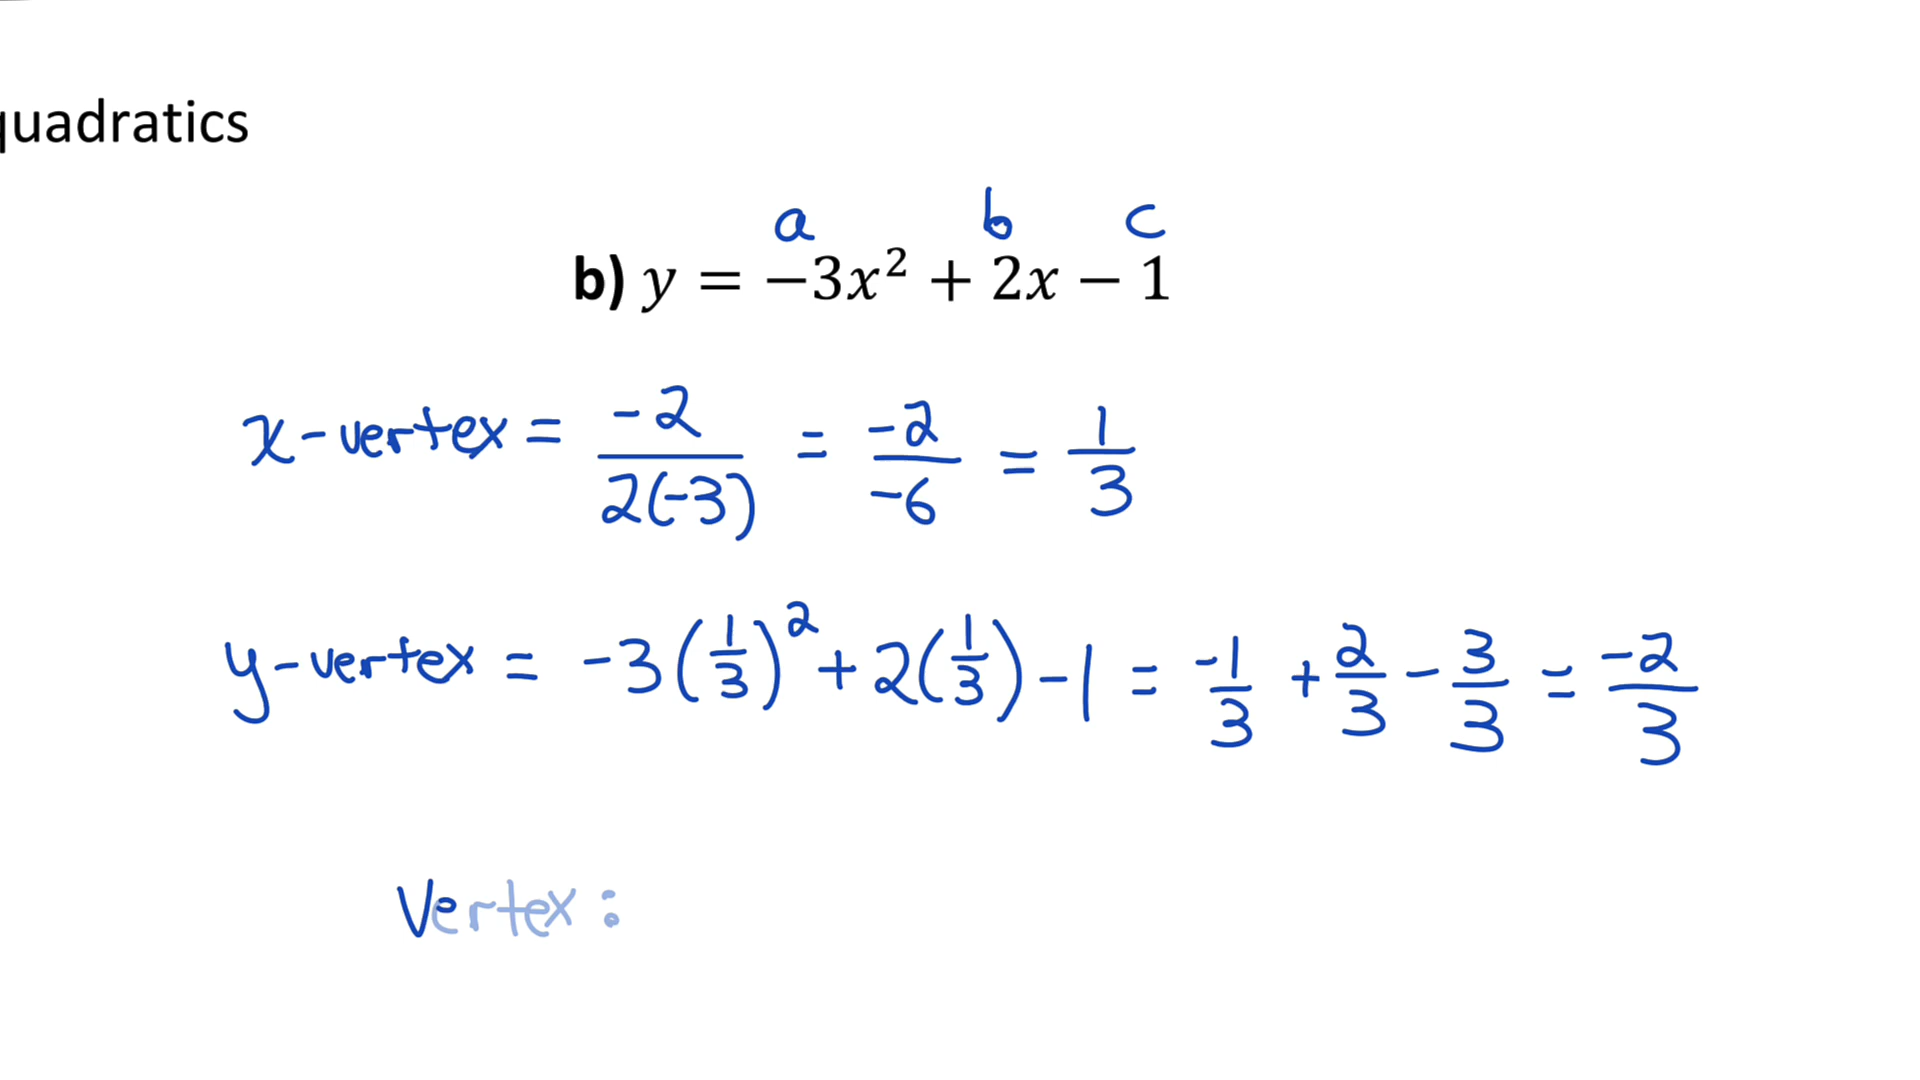 quadratics
a b c
b) y = −3x² + 2x − 1
x-vertex = -2/2(-3) = -2/-6 = 1/3
y-vertex = -3(1/3)² + 2(1/3) - 1 = -1/3 + 2/3 - 3/3 = -2/3
Vertex: